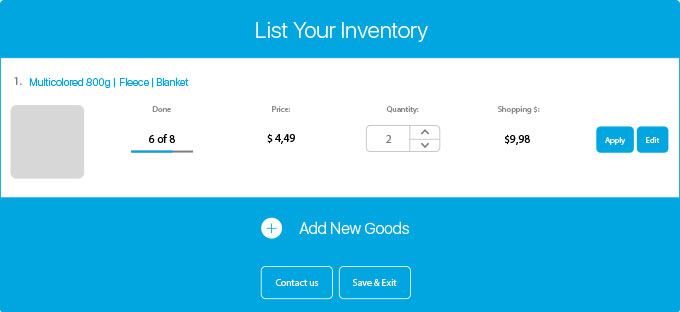 List Your Inventory
1. Multicolored 800g | Fleece | Blanket
Done Price: Quantity: Shopping $:
6 of 8 $ 4,49 2 $9,98 Apply Edit
Add New Goods
Contact us Save & Exit